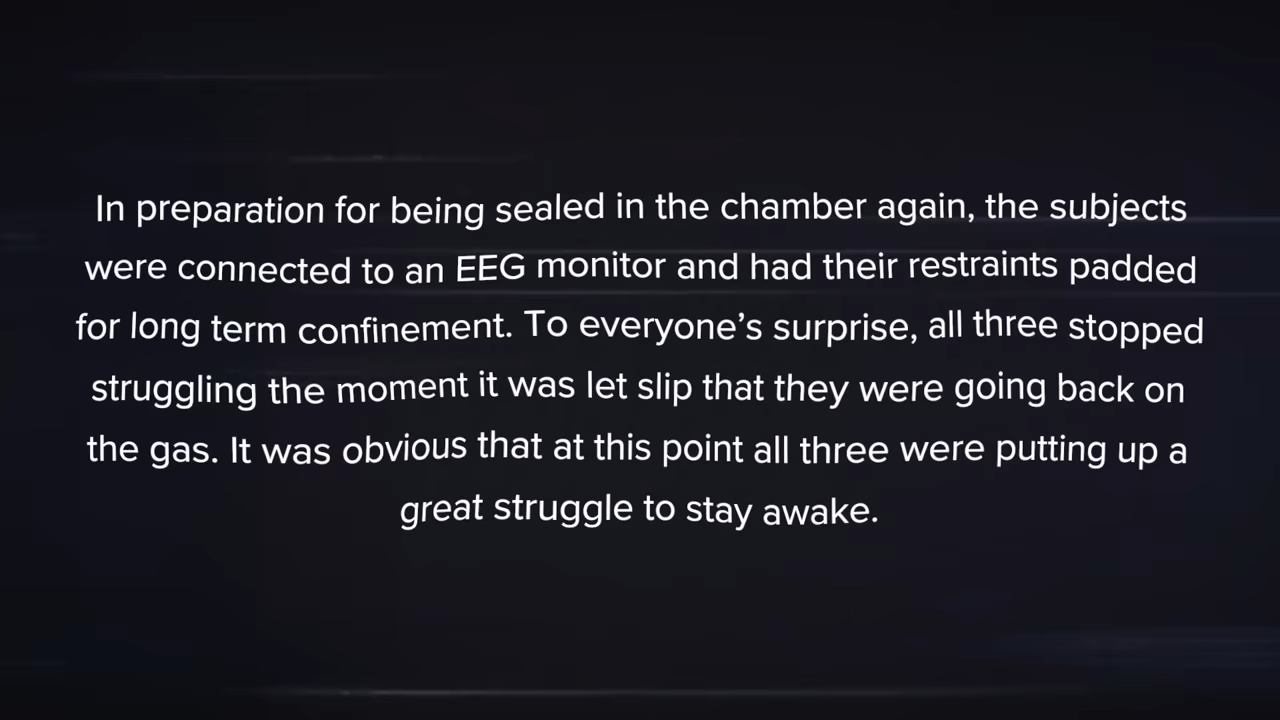 In preparation for being sealed in the chamber again, the subjects
were connected to an EEG monitor and had their restraints padded
for long term confinement. To everyone’s surprise, all three stopped
struggling the moment it was let slip that they were going back on
the gas. It was obvious that at this point all three were putting up a
great struggle to stay awake.